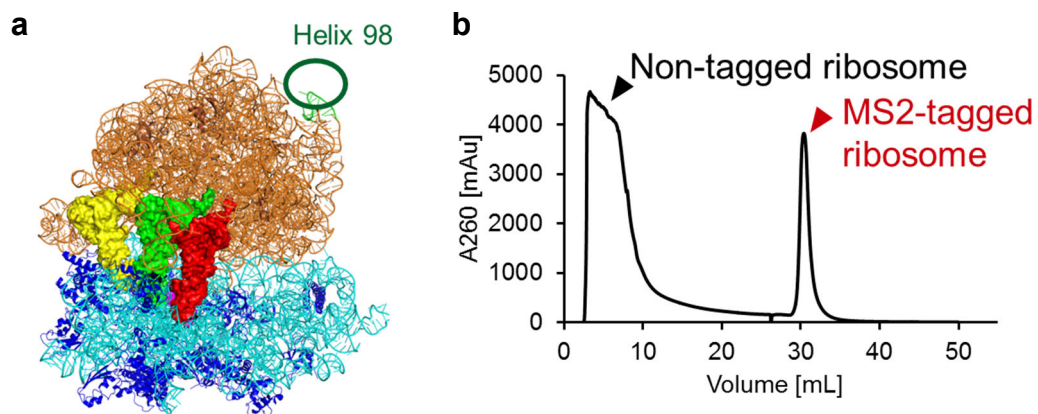 a
Helix 98
b
Non-tagged ribosome
MS2-tagged
ribosome
A260 [mAu]
5000
4000
3000
2000
1000
0
0 10 20 30 40 50
Volume [mL]